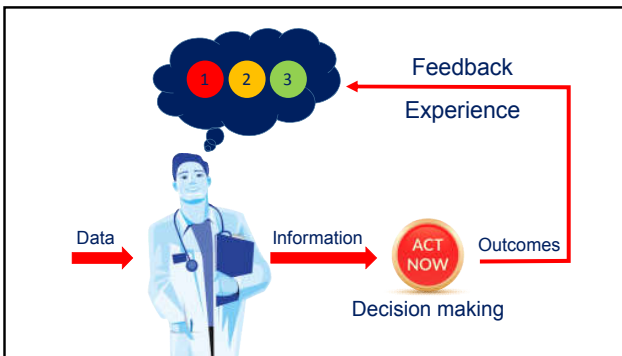 1 2 3
Feedback
Experience
Data
Information
ACT
NOW
Outcomes
Decision making